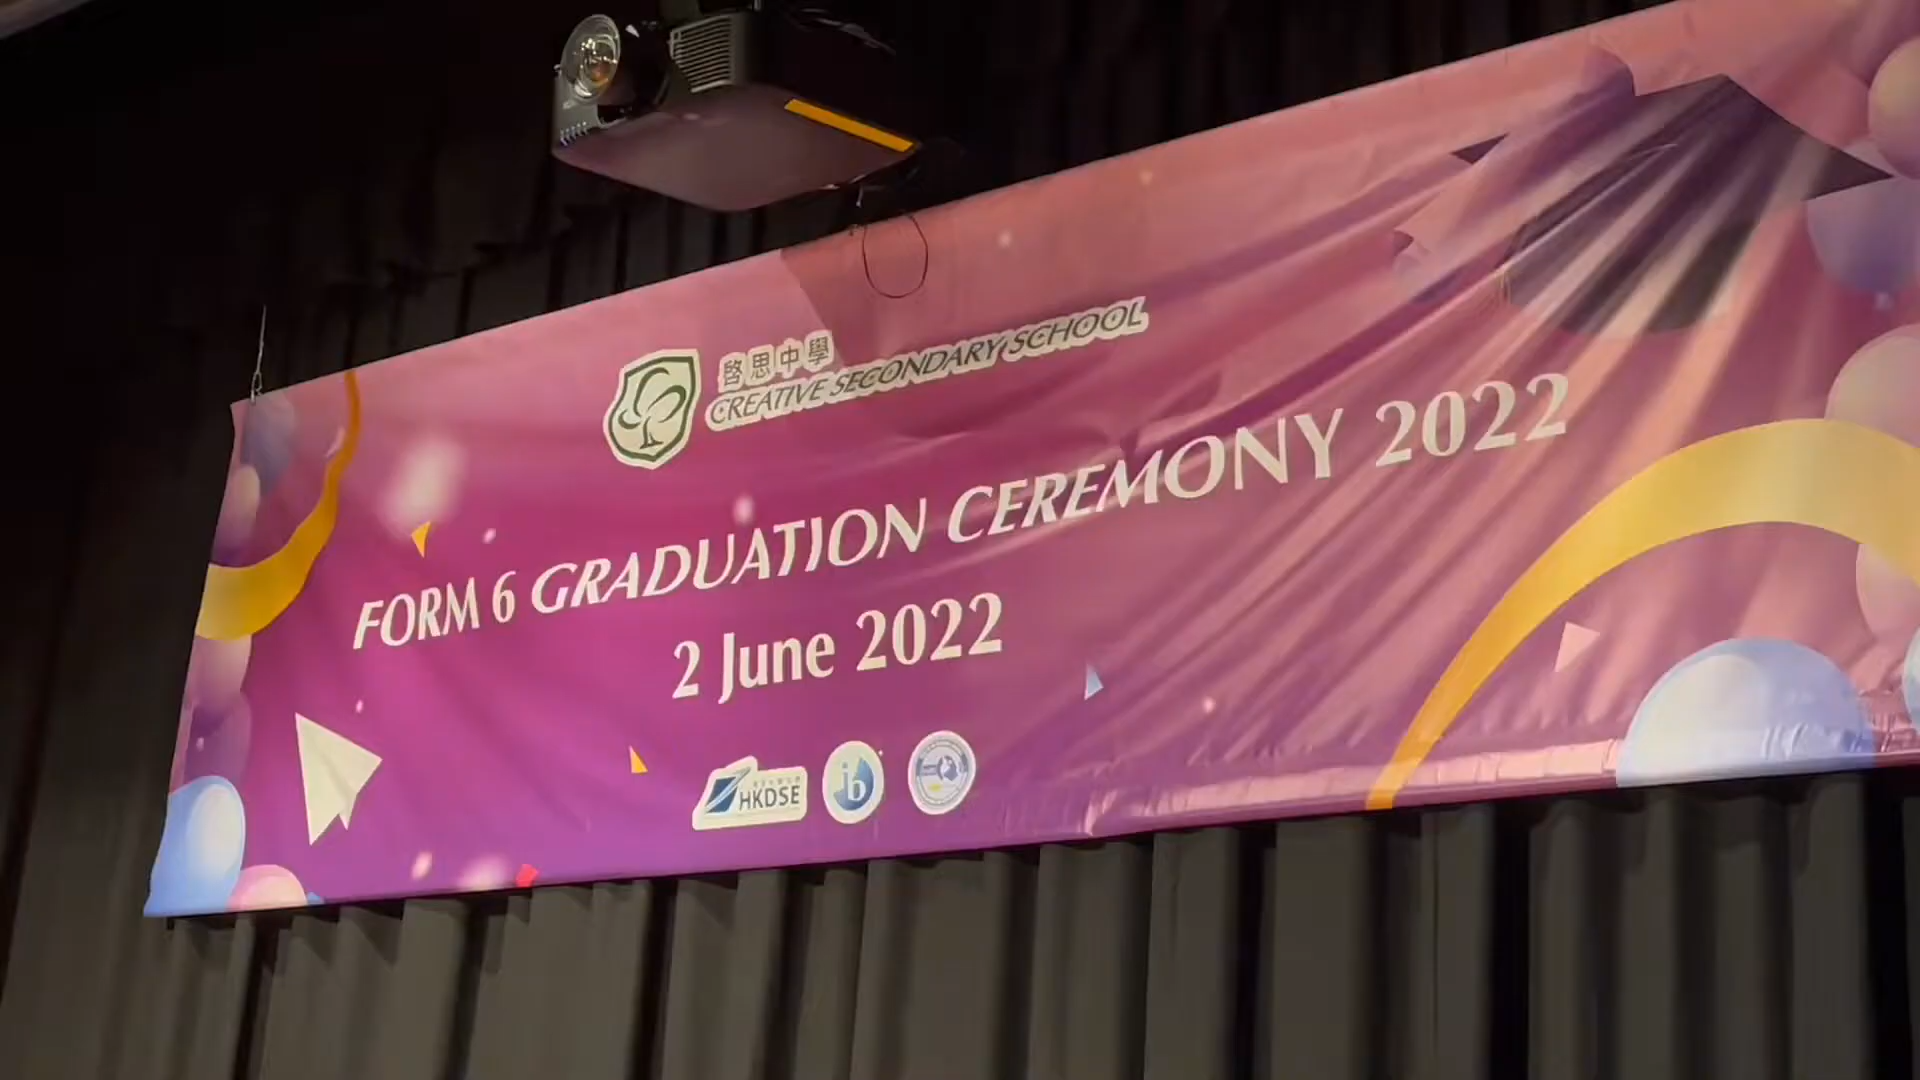 啓思中學
CREATIVE SECONDARY SCHOOL
FORM 6 GRADUATION CEREMONY 2022
2 June 2022
HKDSE
ib